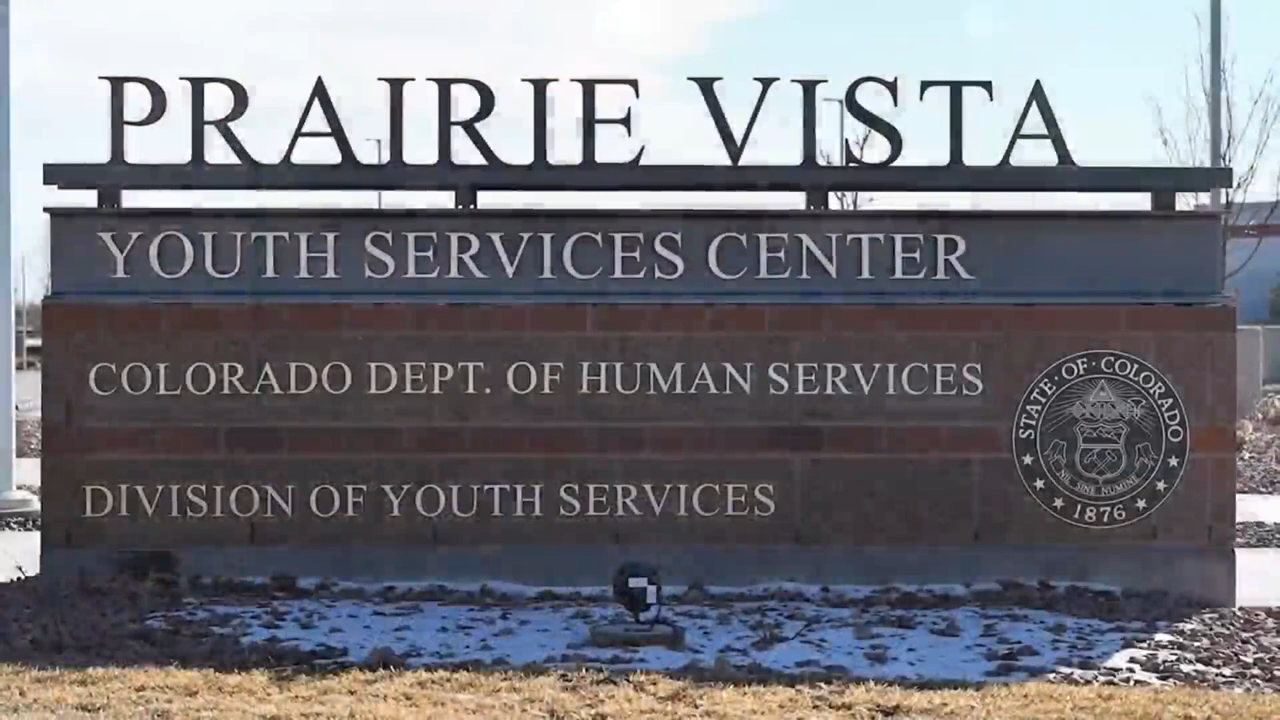 PRAIRIE VISTA
YOUTH SERVICES CENTER
COLORADO DEPT. OF HUMAN SERVICES
DIVISION OF YOUTH SERVICES
STATE·OF·COLORADO
NIL SINE NUMINE
1876